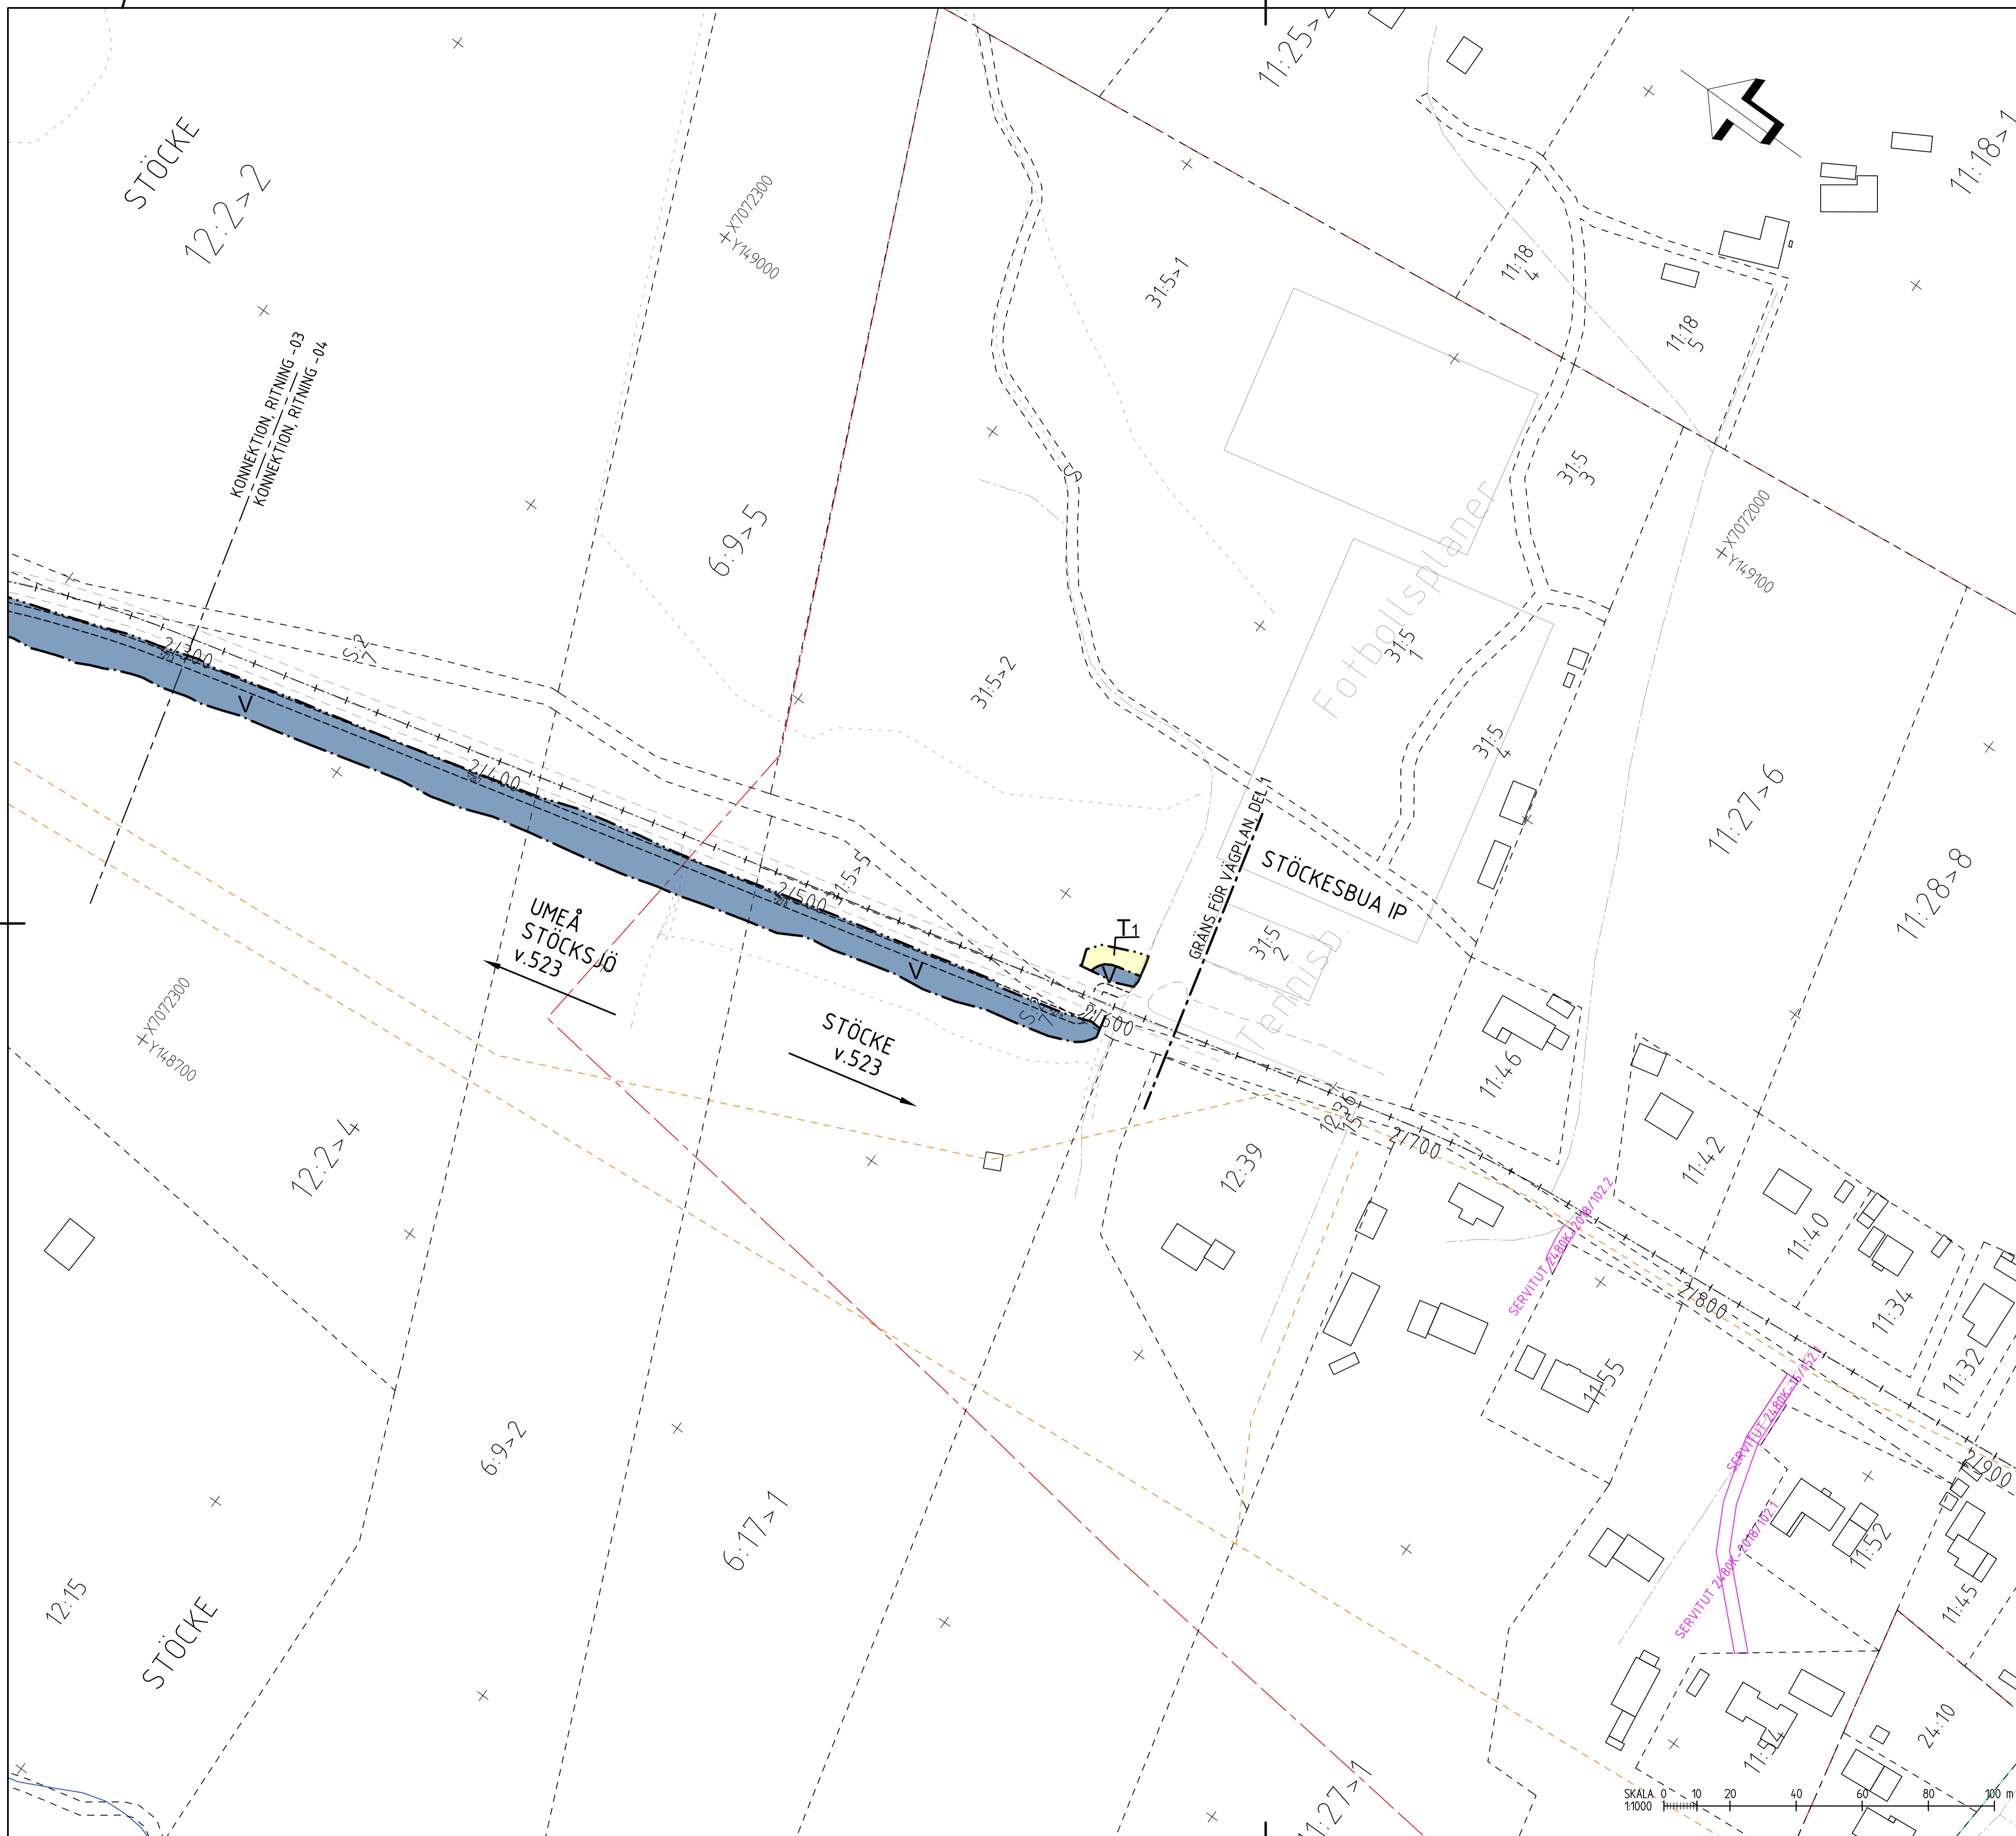 11:25>2
STÖCKE
12:2>2
X7072300
Y149000
11:18>1
11:18
4
31:5>1
11:18
5
KONNEKTION, RITNING -03
KONNEKTION, RITNING -04
6:9>5
31:5
3
X7072000
Y149100
Fotbollsplaner
31:5
1
2/300
S:2
7
S
V
31:5>2
31:5
4
11:27>6
2/400
GRÄNS FÖR VÄGPLAN, DEL 1
STÖCKESBUA IP
11:28>8
31:5>5
2/500
UMEÅ
STÖCKSJÖ
v.523
T1
V
V
31:5
2
Tennisb.
X7072300
Y148700
STÖCKE
v.523
2/600
11:46
12:36
15
2/700
12:2>4
12:39
11:42
SERVITUT 2480K-2018/102.2
11:40
2/800
11:34
11:32
11:55
SERVITUT 2480K-16/152.1
6:9>2
2/900
6:17>1
SERVITUT 2480K-2018/102.1
11:52
12:15
STÖCKE
11:45
24:10
11:54
11:27>1
SKALA 0 10 20 40 60 80 100 m
1:1000